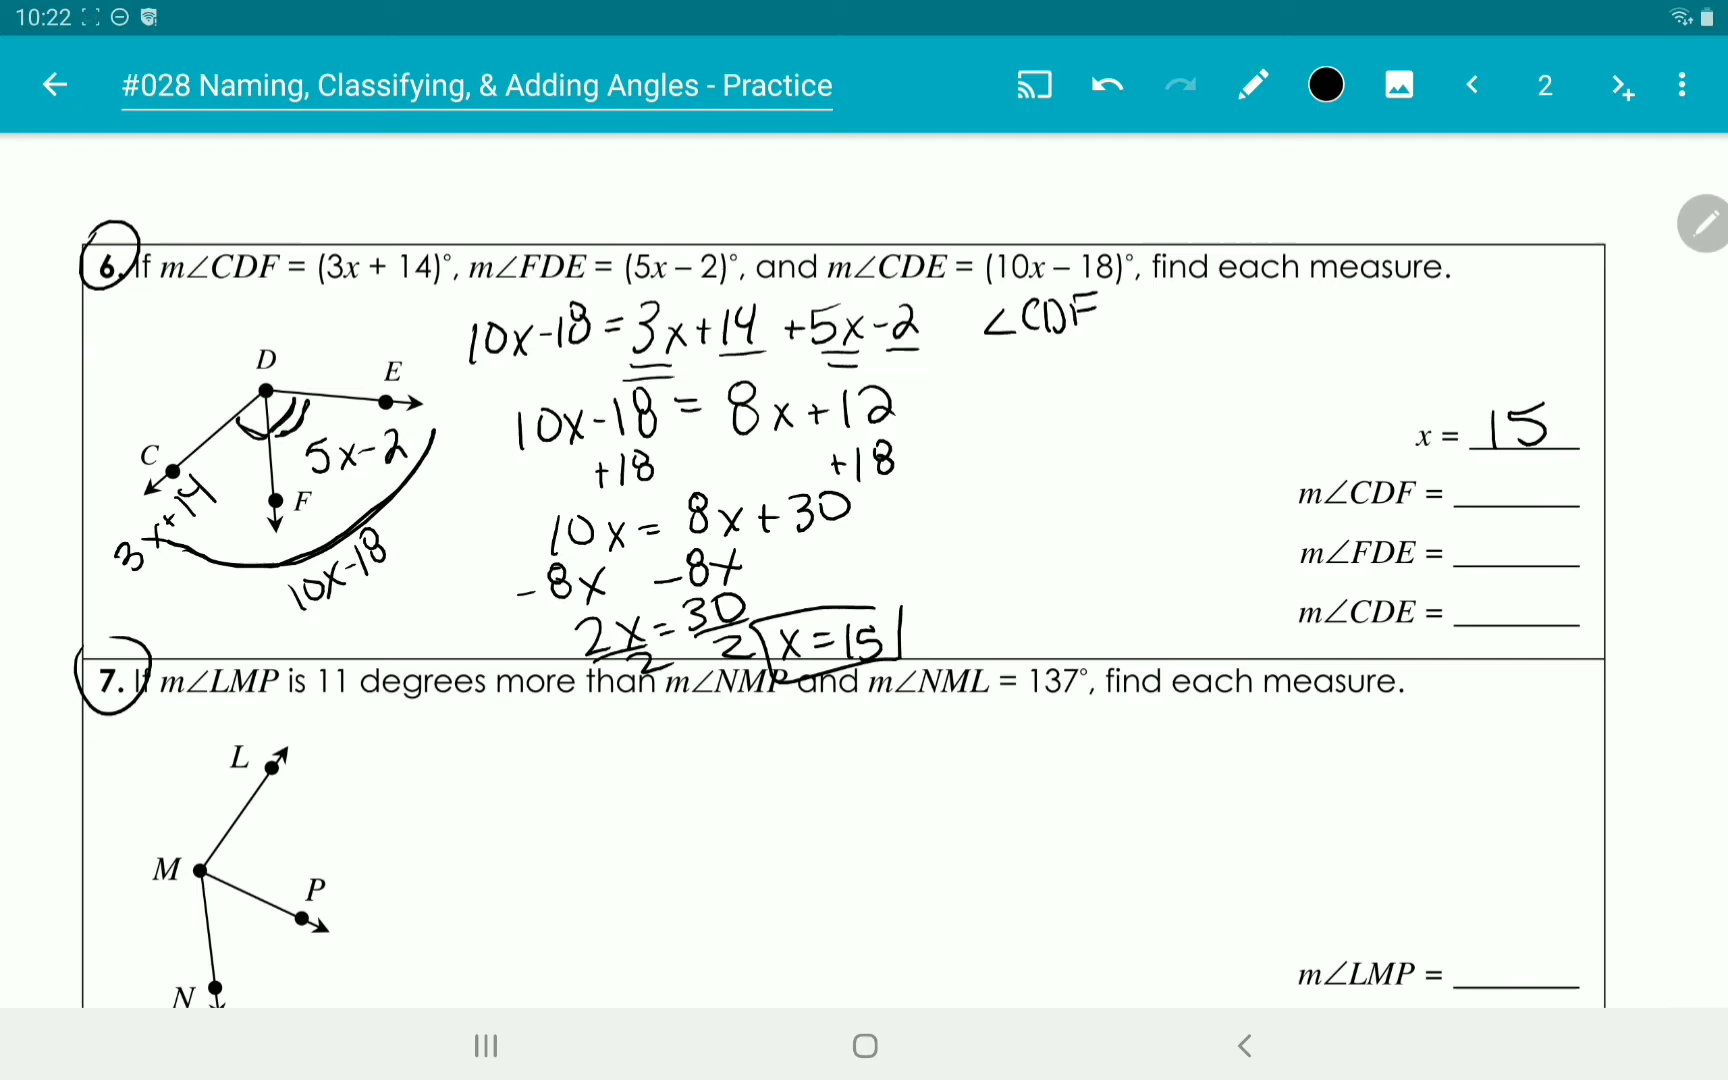 10:22
#028 Naming, Classifying, & Adding Angles - Practice
2
6. If m∠CDF = (3x + 14)°, m∠FDE = (5x – 2)°, and m∠CDE = (10x – 18)°, find each measure.
10x-18 = 3x+14 +5x-2
∠CDF
D
E
10x-18 = 8x+12
x = 15
C
5x-2
+18 +18
m∠CDF =
3x+14
F
10x = 8x+30
m∠FDE =
10x-18
-8x -8x
m∠CDE =
2x = 30
2 2
x=15
7. If m∠LMP is 11 degrees more than m∠NMP and m∠NML = 137°, find each measure.
L
M
P
N
m∠LMP =